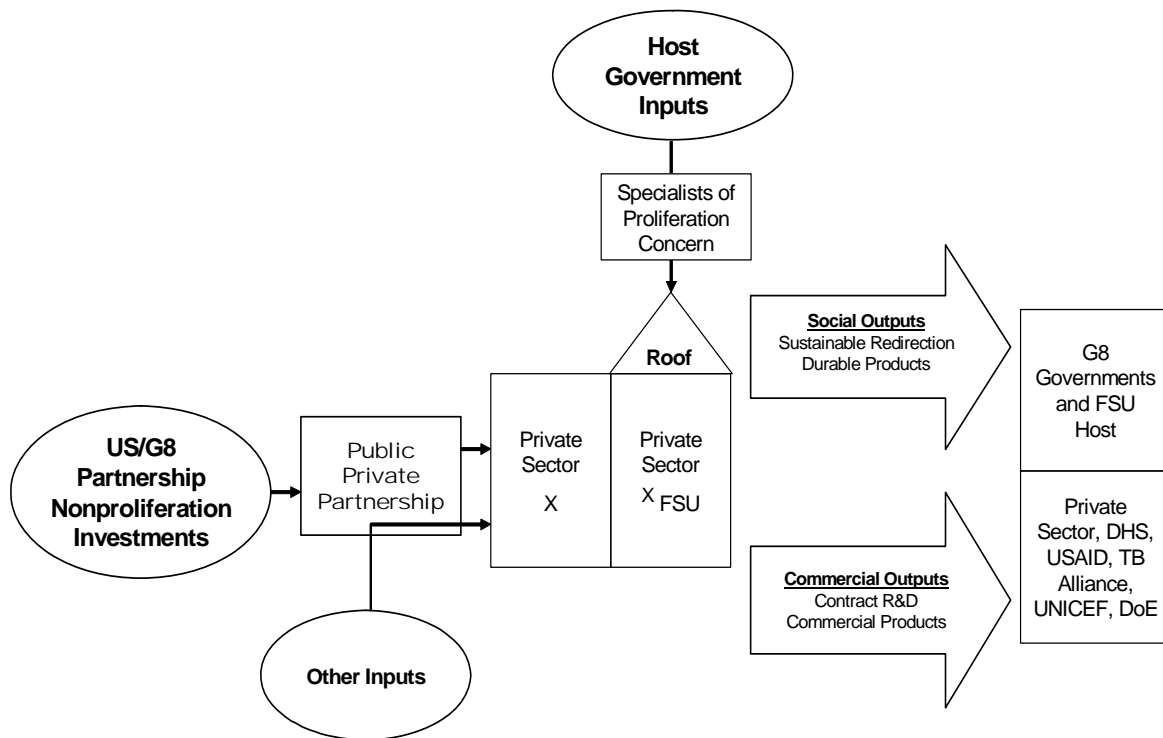 Host
Government
Inputs
Specialists of
Proliferation
Concern
Roof
US/G8
Partnership
Nonproliferation
Investments
Public
Private
Partnership
Private
Sector
X
Private
Sector
X FSU
Other Inputs
Social Outputs
Sustainable Redirection
Durable Products
Commercial Outputs
Contract R&D
Commercial Products
G8
Governments
and FSU
Host
Private
Sector, DHS,
USAID, TB
Alliance,
UNICEF, DoE